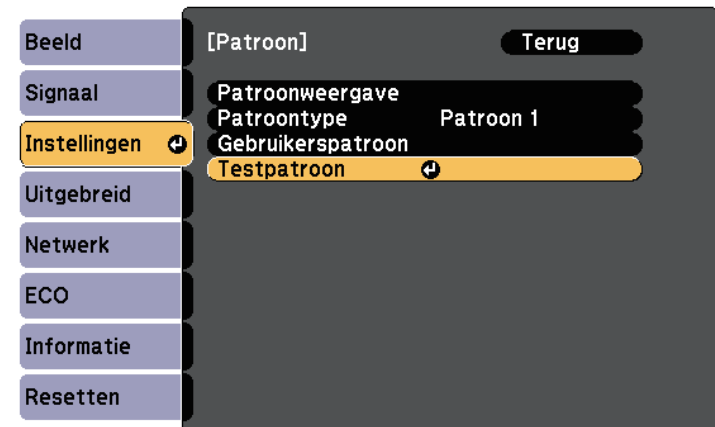 Beeld
Signaal
Instellingen
Uitgebreid
Netwerk
ECO
Informatie
Resetten
[Patroon] Terug
Patroonweergave
Patroontype Patroon 1
Gebruikerspatroon
Testpatroon